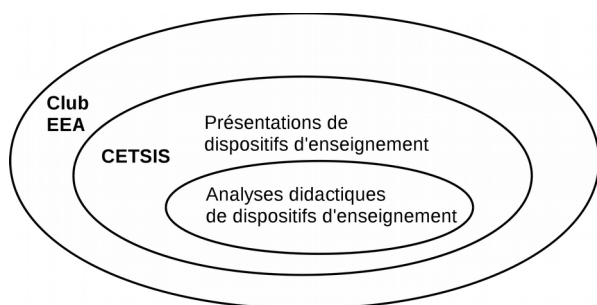 Club
EEA
CETSIS
Présentations de
dispositifs d'enseignement
Analyses didactiques
de dispositifs d'enseignement